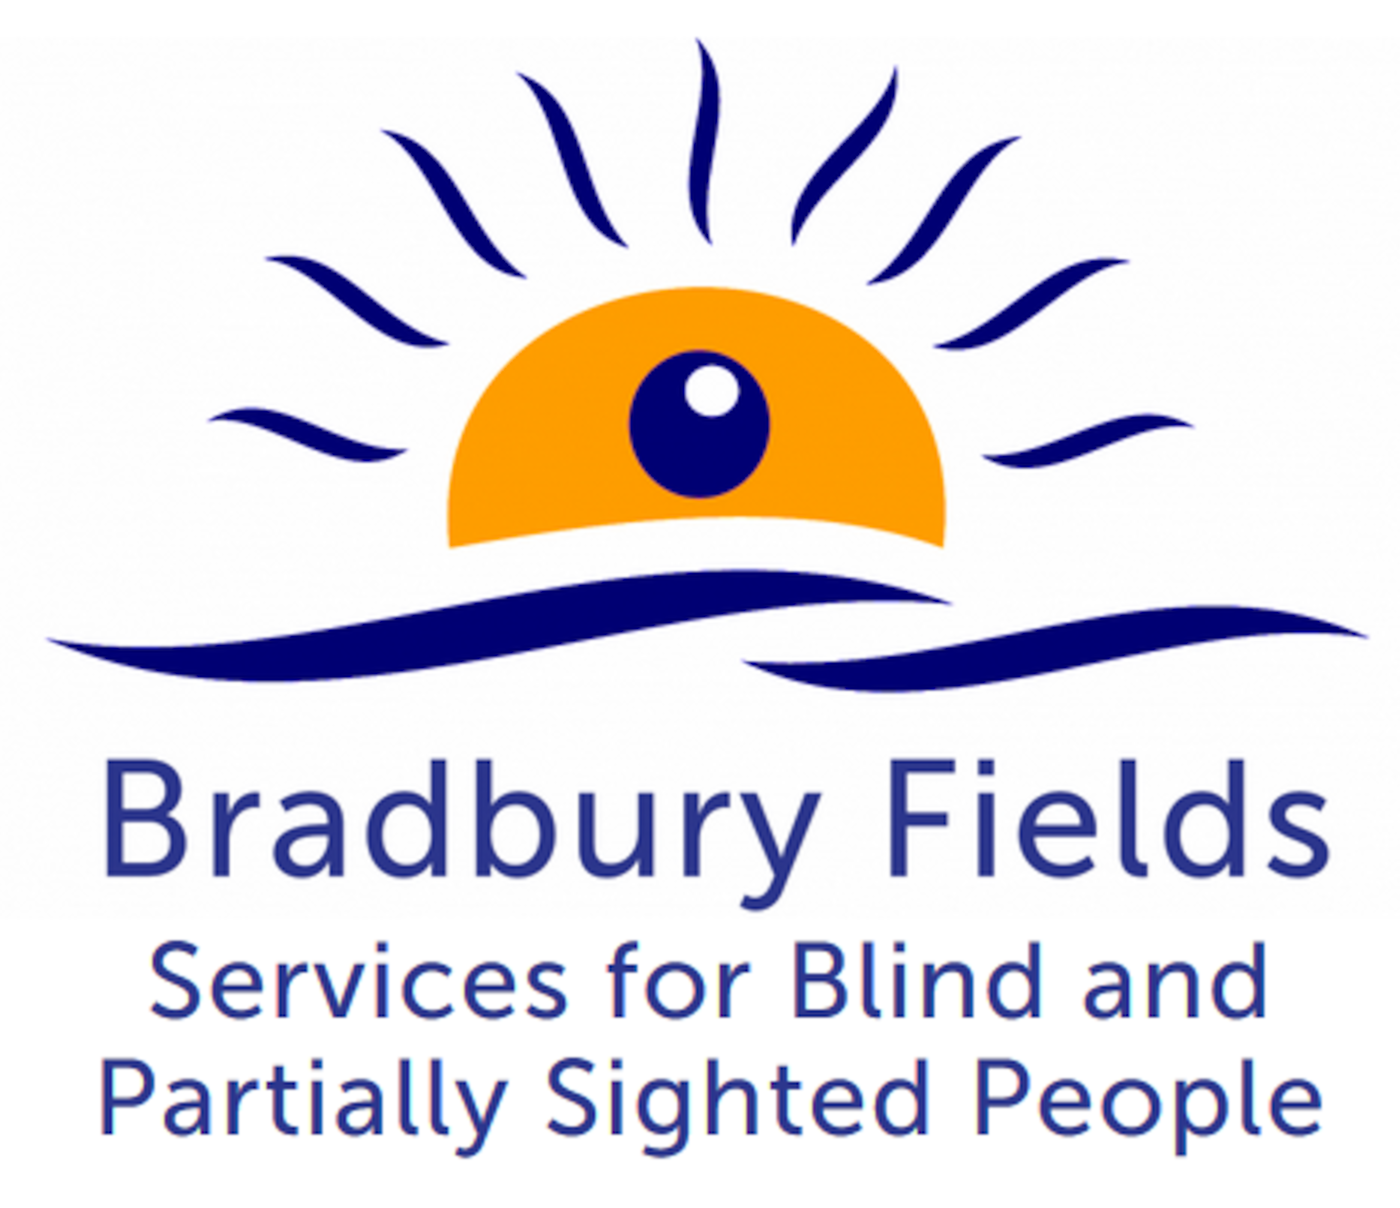 Bradbury Fields
Services for Blind and
Partially Sighted People